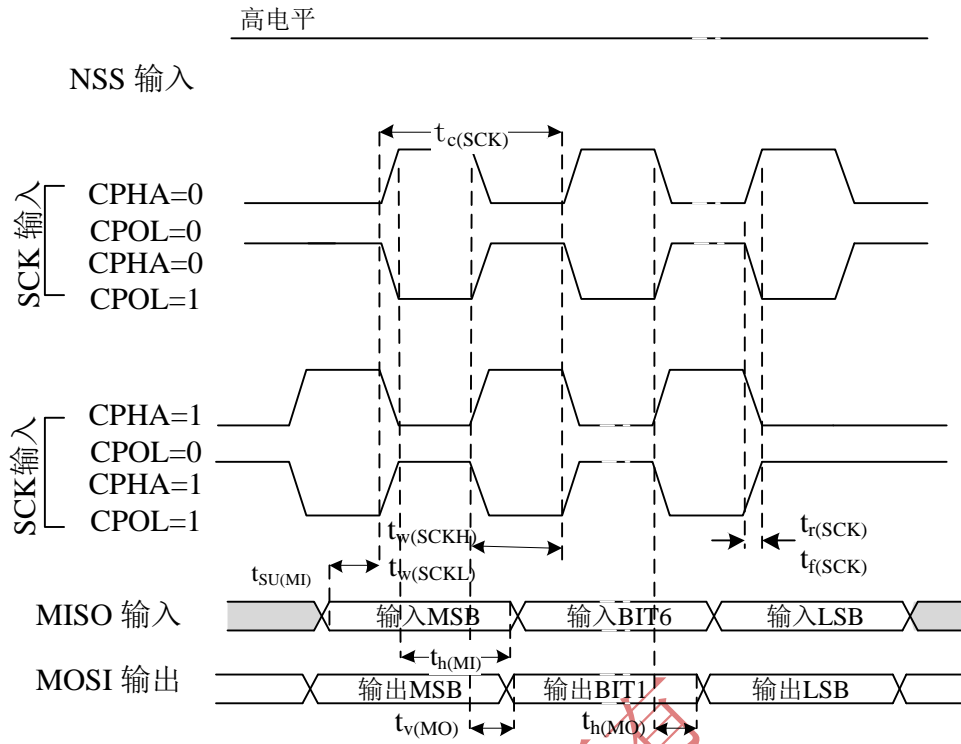 高电平
NSS 输入
tc(SCK)
SCK 输入
CPHA=0
CPOL=0
CPHA=0
CPOL=1
SCK输入
CPHA=1
CPOL=0
CPHA=1
CPOL=1
tw(SCKH)
tw(SCKL)
tr(SCK)
tf(SCK)
tSU(MI)
MISO 输入
输入MSB
输入BIT6
输入LSB
th(MI)
MOSI 输出
输出MSB
输出BIT1
输出LSB
tv(MO)
th(MO)